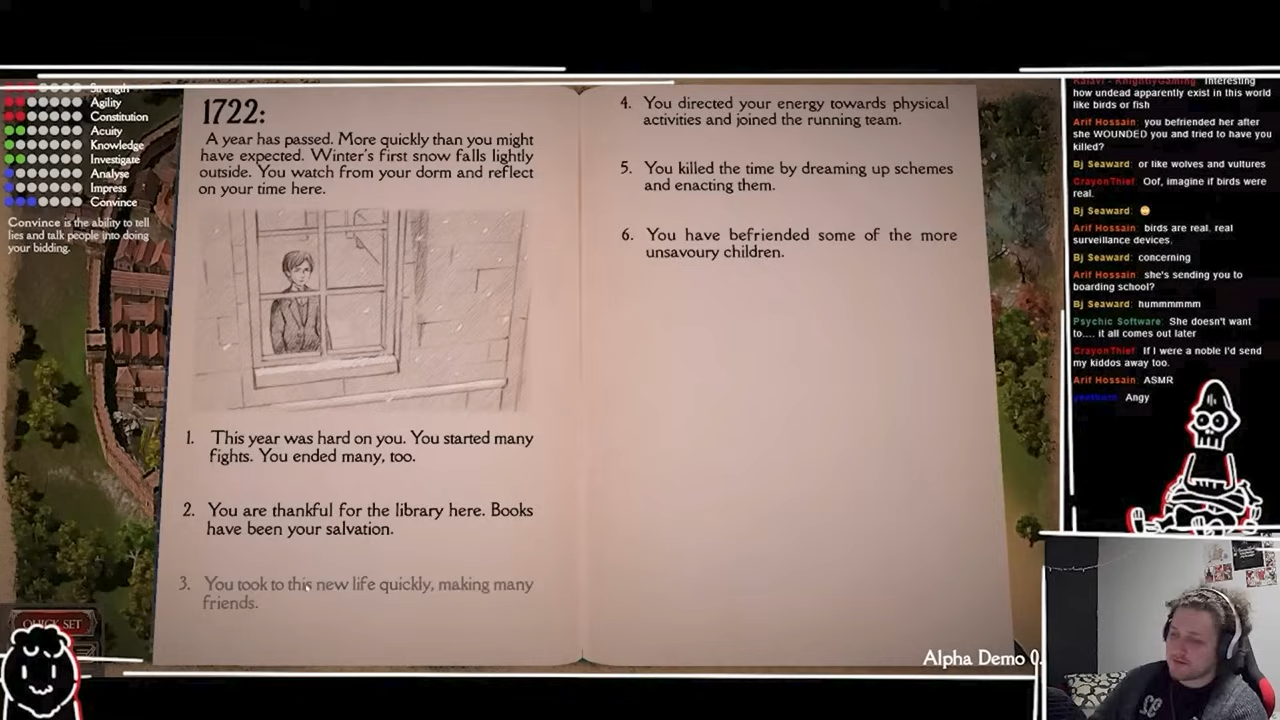 Strength
Agility
Constitution
Acuity
Knowledge
Investigate
Analyse
Impress
Convince
Convince is the ability to tell
lies and talk people into doing
your bidding.
1722:
A year has passed. More quickly than you might
have expected. Winter's first snow falls lightly
outside. You watch from your dorm and reflect
on your time here.
1. This year was hard on you. You started many
fights. You ended many, too.
2. You are thankful for the library here. Books
have been your salvation.
3. You took to this new life quickly, making many
friends.
4. You directed your energy towards physical
activities and joined the running team.
5. You killed the time by dreaming up schemes
and enacting them.
6. You have befriended some of the more
unsavoury children.
QUICK SET
Alpha Demo 0.
Interesting
how undead apparently exist in this world
like birds or fish
Arif Hossain: you befriended her after
she WOUNDED you and tried to have you
killed?
Bj Seaward: or like wolves and vultures
CrayonThief: Oof, imagine if birds were
real.
Bj Seaward:
Arif Hossain: birds are real. real
surveillance devices.
Bj Seaward: concerning
Arif Hossain: she's sending you to
boarding school?
Bj Seaward: hummmmmm
Psychic Software: She doesn't want
to.... it all comes out later
CrayonThief: If I were a noble I'd send
my kiddos away too.
Arif Hossain: ASMR
Angy